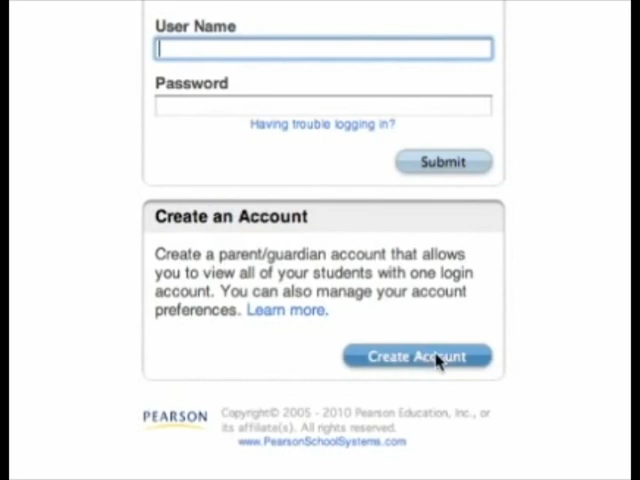 User Name
Password
Having trouble logging in?
Submit
Create an Account
Create a parent/guardian account that allows
you to view all of your students with one login
account. You can also manage your account
preferences. Learn more.
Create Account
PEARSON
Copyright© 2005 - 2010 Pearson Education, Inc., or
its affiliate(s). All rights reserved.
www.PearsonSchoolSystems.com